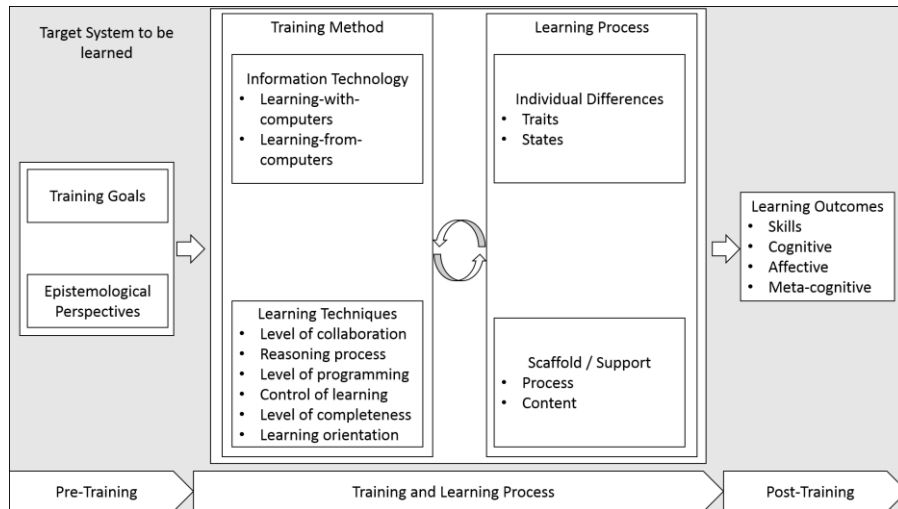 Target System to be
learned
Training Goals
Epistemological
Perspectives
Training Method
Information Technology
• Learning-with-
computers
• Learning-from-
computers
Learning Techniques
• Level of collaboration
• Reasoning process
• Level of programming
• Control of learning
• Level of completeness
• Learning orientation
Learning Process
Individual Differences
• Traits
• States
Scaffold / Support
• Process
• Content
Learning Outcomes
• Skills
• Cognitive
• Affective
• Meta-cognitive
Pre-Training
Training and Learning Process
Post-Training